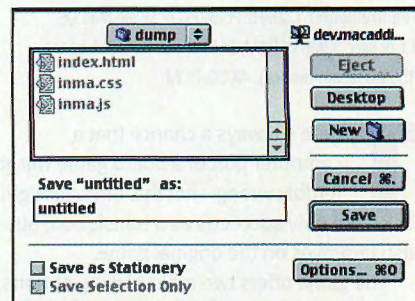 dump
dev.macaddi...
index.html
inma.css
inma.js
Eject
Desktop
New
Save "untitled" as:
untitled
Cancel ⌘.
Save
Save as Stationery
Save Selection Only
Options... ⌘O